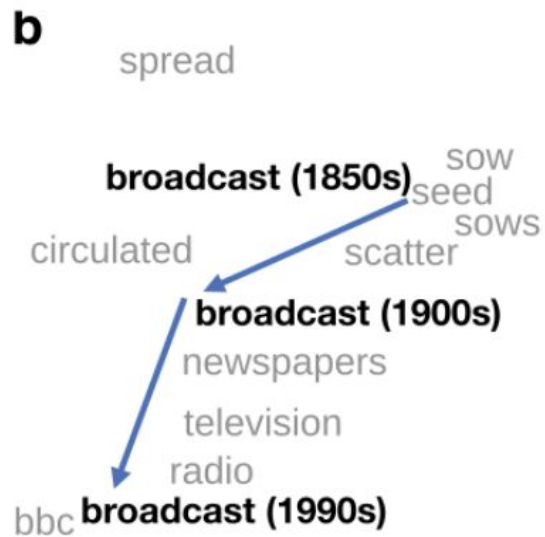 b
spread
sow
broadcast (1850s)
seed
sows
circulated
scatter
broadcast (1900s)
newspapers
television
radio
bbc broadcast (1990s)